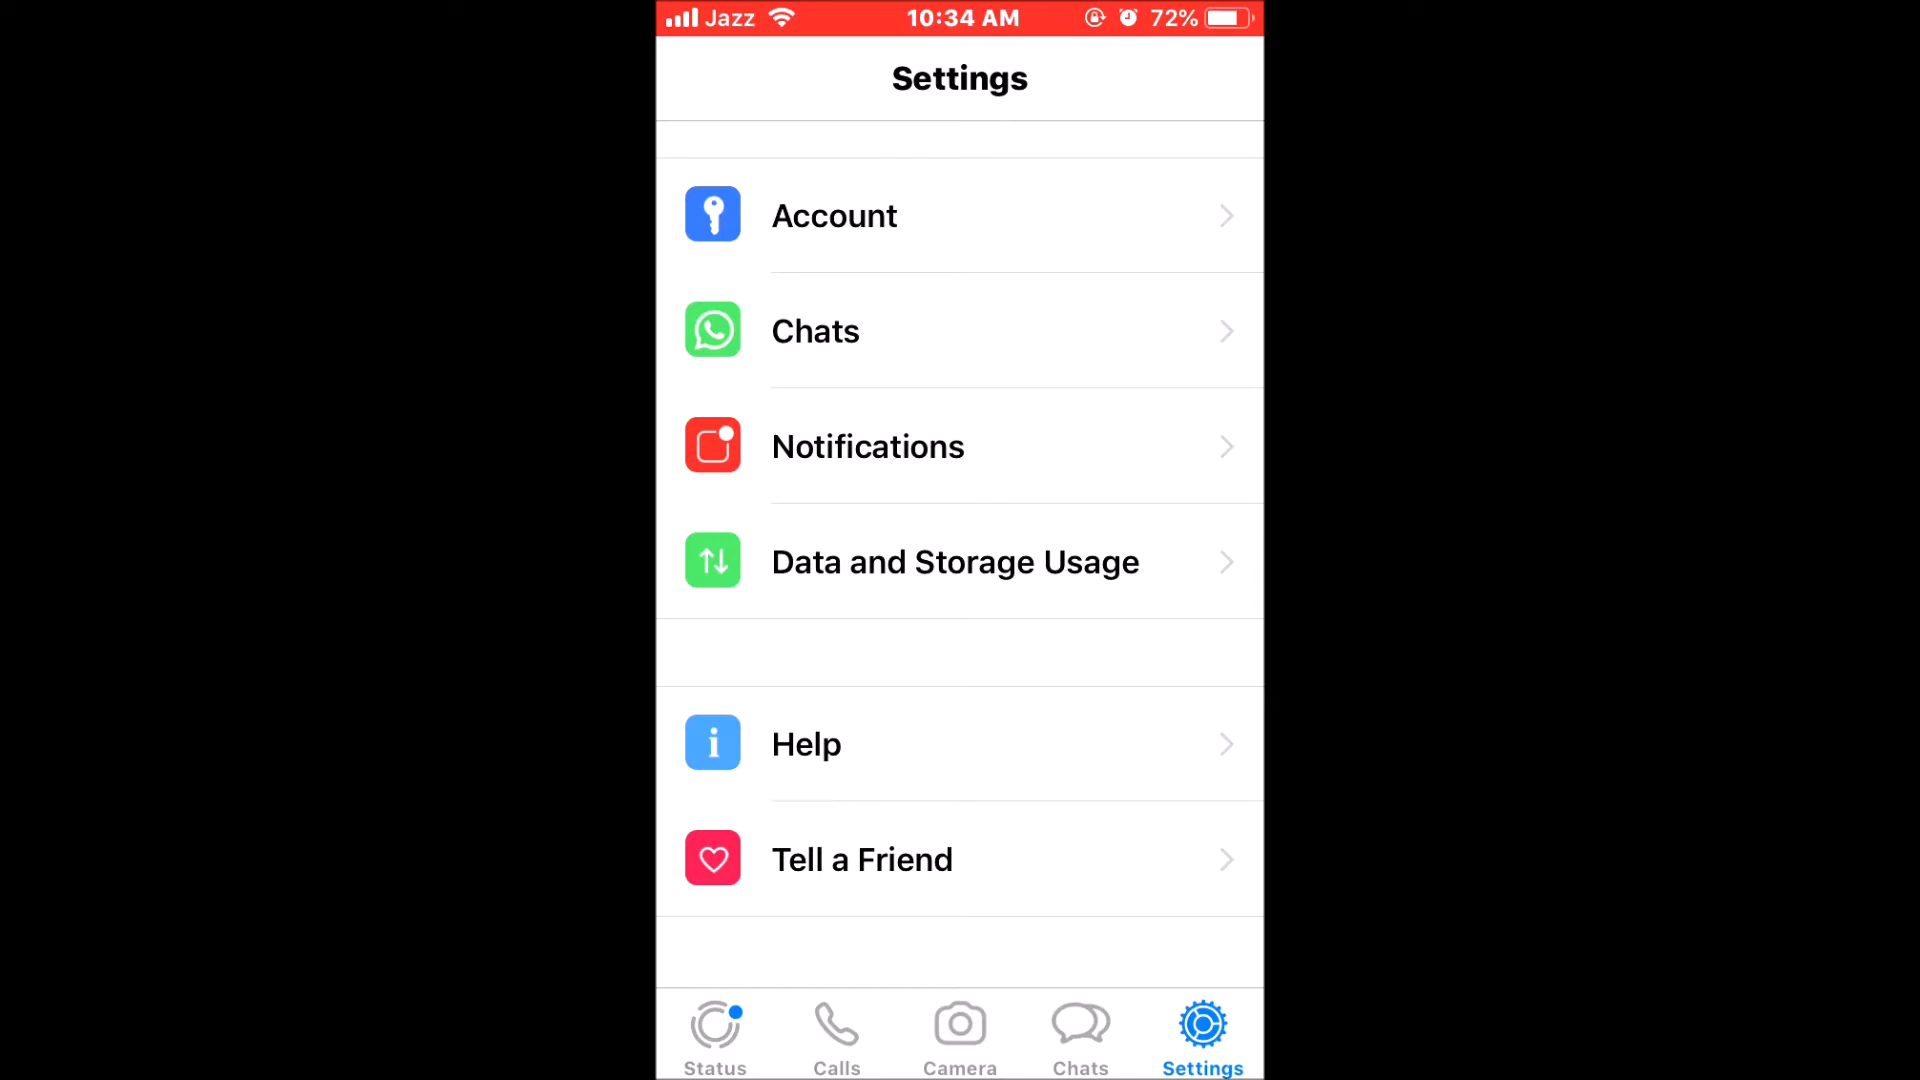 Jazz 10:34 AM 72%
Settings
Account
Chats
Notifications
Data and Storage Usage
Help
Tell a Friend
Status Calls Camera Chats Settings